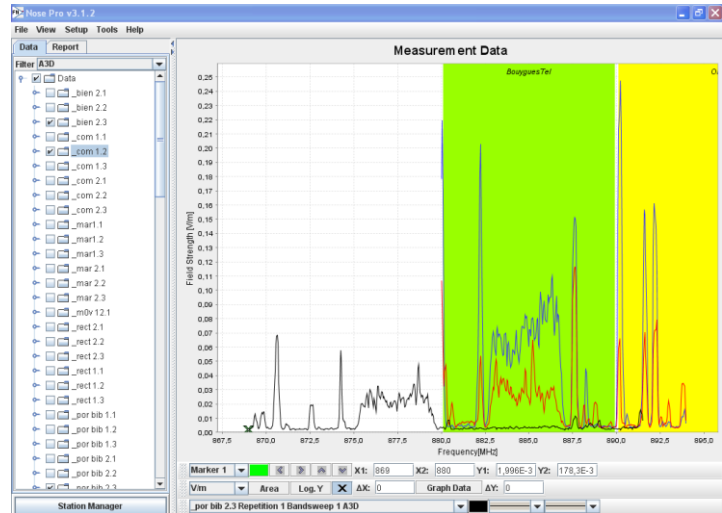 Nose Pro v3.1.2
File View Setup Tools Help
Data Report
Filter A3D
Data
_bien 2.1
_bien 2.2
_bien 2.3
_com 1.1
_com 1.2
_com 1.3
_com 2.1
_com 2.2
_com 2.3
_mar1.1
_mar1.2
_mar1.3
_mar 2.1
_mar 2.2
_mar 2.3
_m0v 12.1
_rect 2.1
_rect 2.2
_rect 2.3
_rect 1.1
_rect 1.2
_rect 1.3
_por bib 1.1
_por bib 1.2
_por bib 1.3
_por bib 2.1
_por bib 2.2
_por bib 2.3
Station Manager
Measurement Data
BouyguesTel
Field Strength [V/m]
0,26
0,25
0,24
0,23
0,22
0,21
0,20
0,19
0,18
0,17
0,16
0,15
0,14
0,13
0,12
0,11
0,10
0,09
0,08
0,07
0,06
0,05
0,04
0,03
0,02
0,01
0,00
867,5 870,0 872,5 875,0 877,5 880,0 882,5 885,0 887,5 890,0 892,5 895,0
Frequency[MHz]
Marker 1 X1: 869 X2: 880 Y1: 1,996E-3 Y2: 178,3E-3
V/m Area Log. Y X ΔX: 0 Graph Data ΔY: 0
_por bib 2.3 Repetition 1 Bandsweep 1 A3D